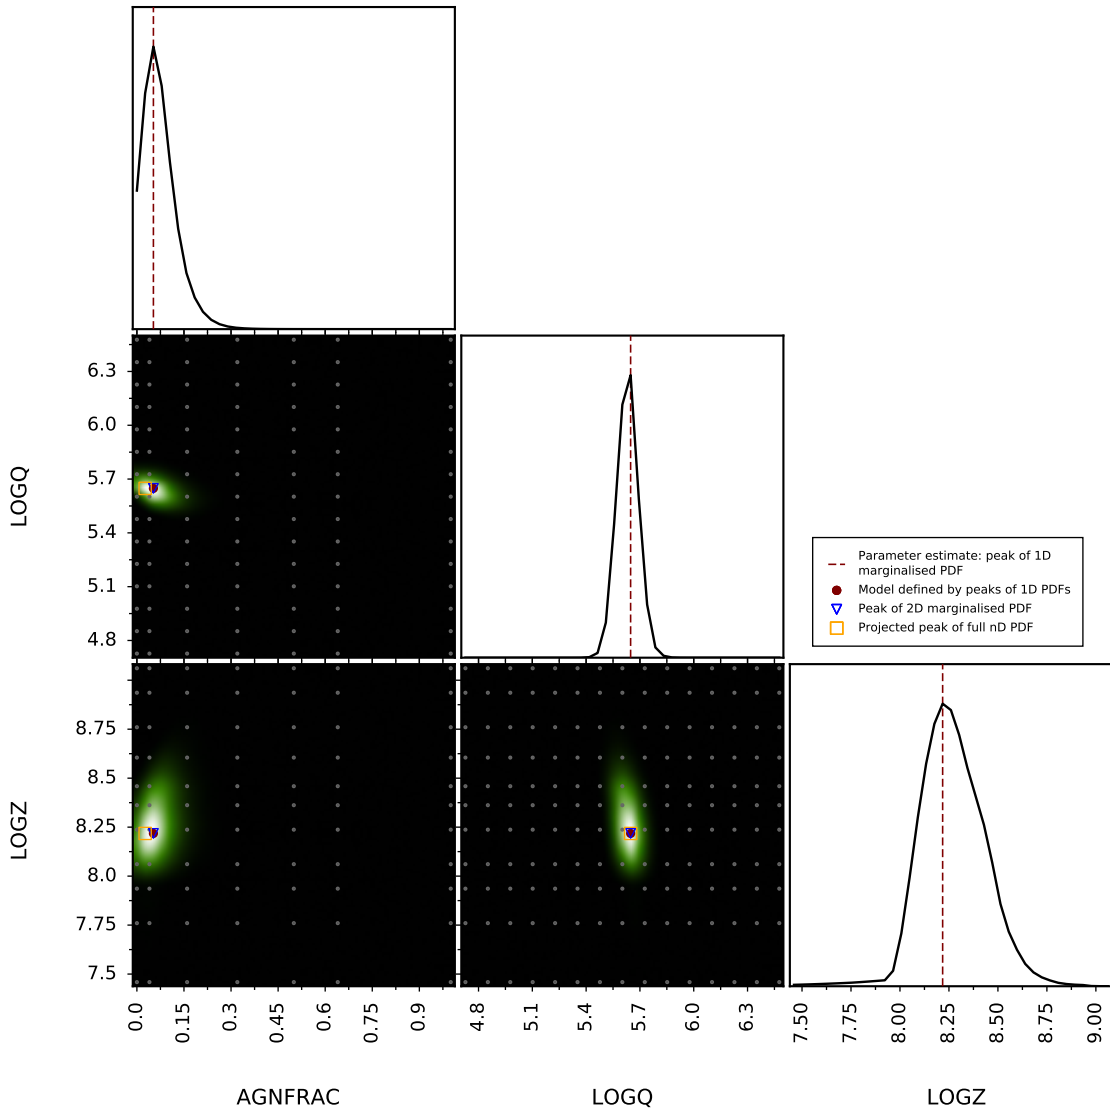 6.3
6.0
5.7
5.4
5.1
4.8
LOGQ
Parameter estimate: peak of 1D
marginalised PDF
Model defined by peaks of 1D PDFs
Peak of 2D marginalised PDF
Projected peak of full nD PDF
8.75
8.5
8.25
8.0
7.75
7.5
LOGZ
0.0 0.15 0.3 0.45 0.6 0.75 0.9
4.8 5.1 5.4 5.7 6.0 6.3
7.50 7.75 8.00 8.25 8.50 8.75 9.00
AGNFRAC LOGQ LOGZ